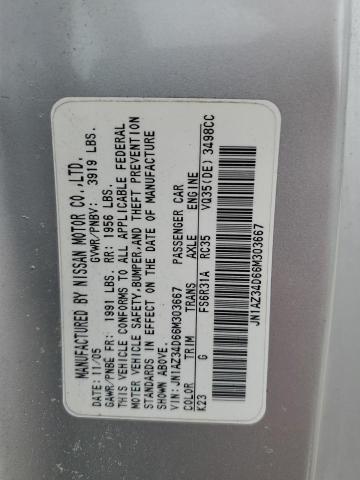 MANUFACTURED BY NISSAN MOTOR CO.,LTD.
DATE: 11/05 GVWR/PNBV: 3919 LBS.
GAWR/PNBE FR: 1991 LBS. RR: 1956 LBS.
THIS VEHICLE CONFORMS TO ALL APPLICABLE FEDERAL
MOTOR VEHICLE SAFETY,BUMPER,AND THEFT PREVENTION
STANDARDS IN EFFECT ON THE DATE OF MANUFACTURE
SHOWN ABOVE.
VIN:JN1AZ34D66M303667 PASSENGER CAR
COLOR TRIM TRANS AXLE ENGINE
K23 G FS6R31A RC35 VQ35(DE) 3498CC
JN1AZ34D66M303667